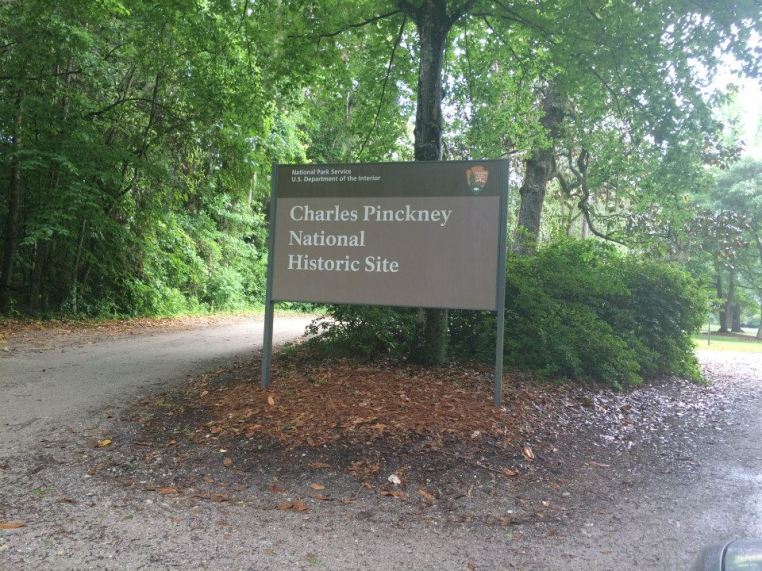 National Park Service
U.S. Department of the Interior
Charles Pinckney
National
Historic Site